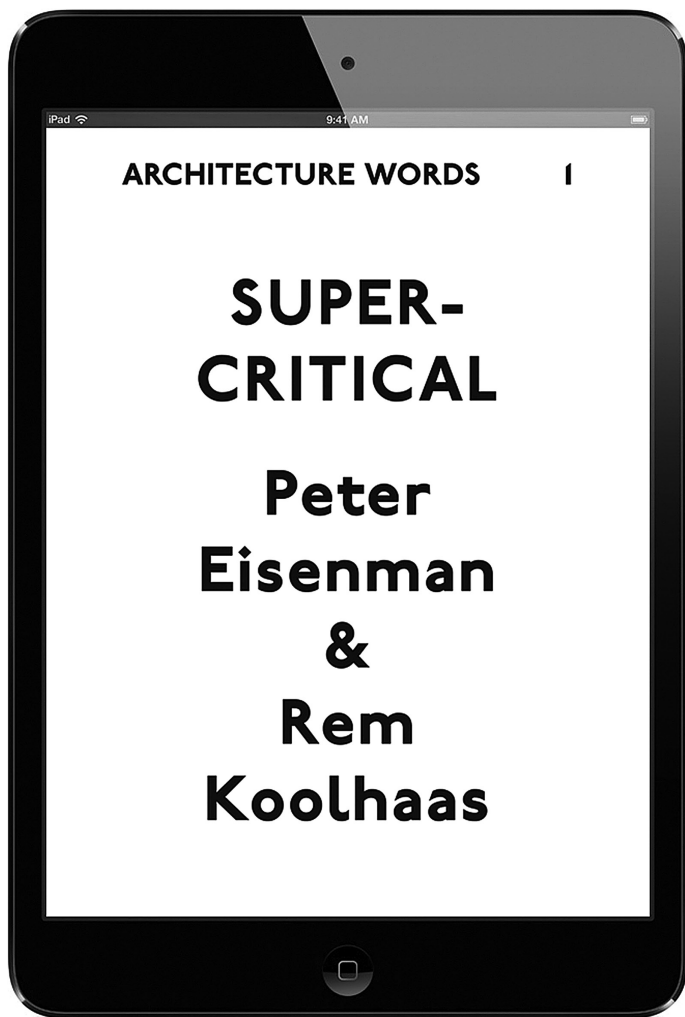 iPad 9:41 AM
ARCHITECTURE WORDS 1
SUPER-
CRITICAL
Peter
Eisenman
&
Rem
Koolhaas